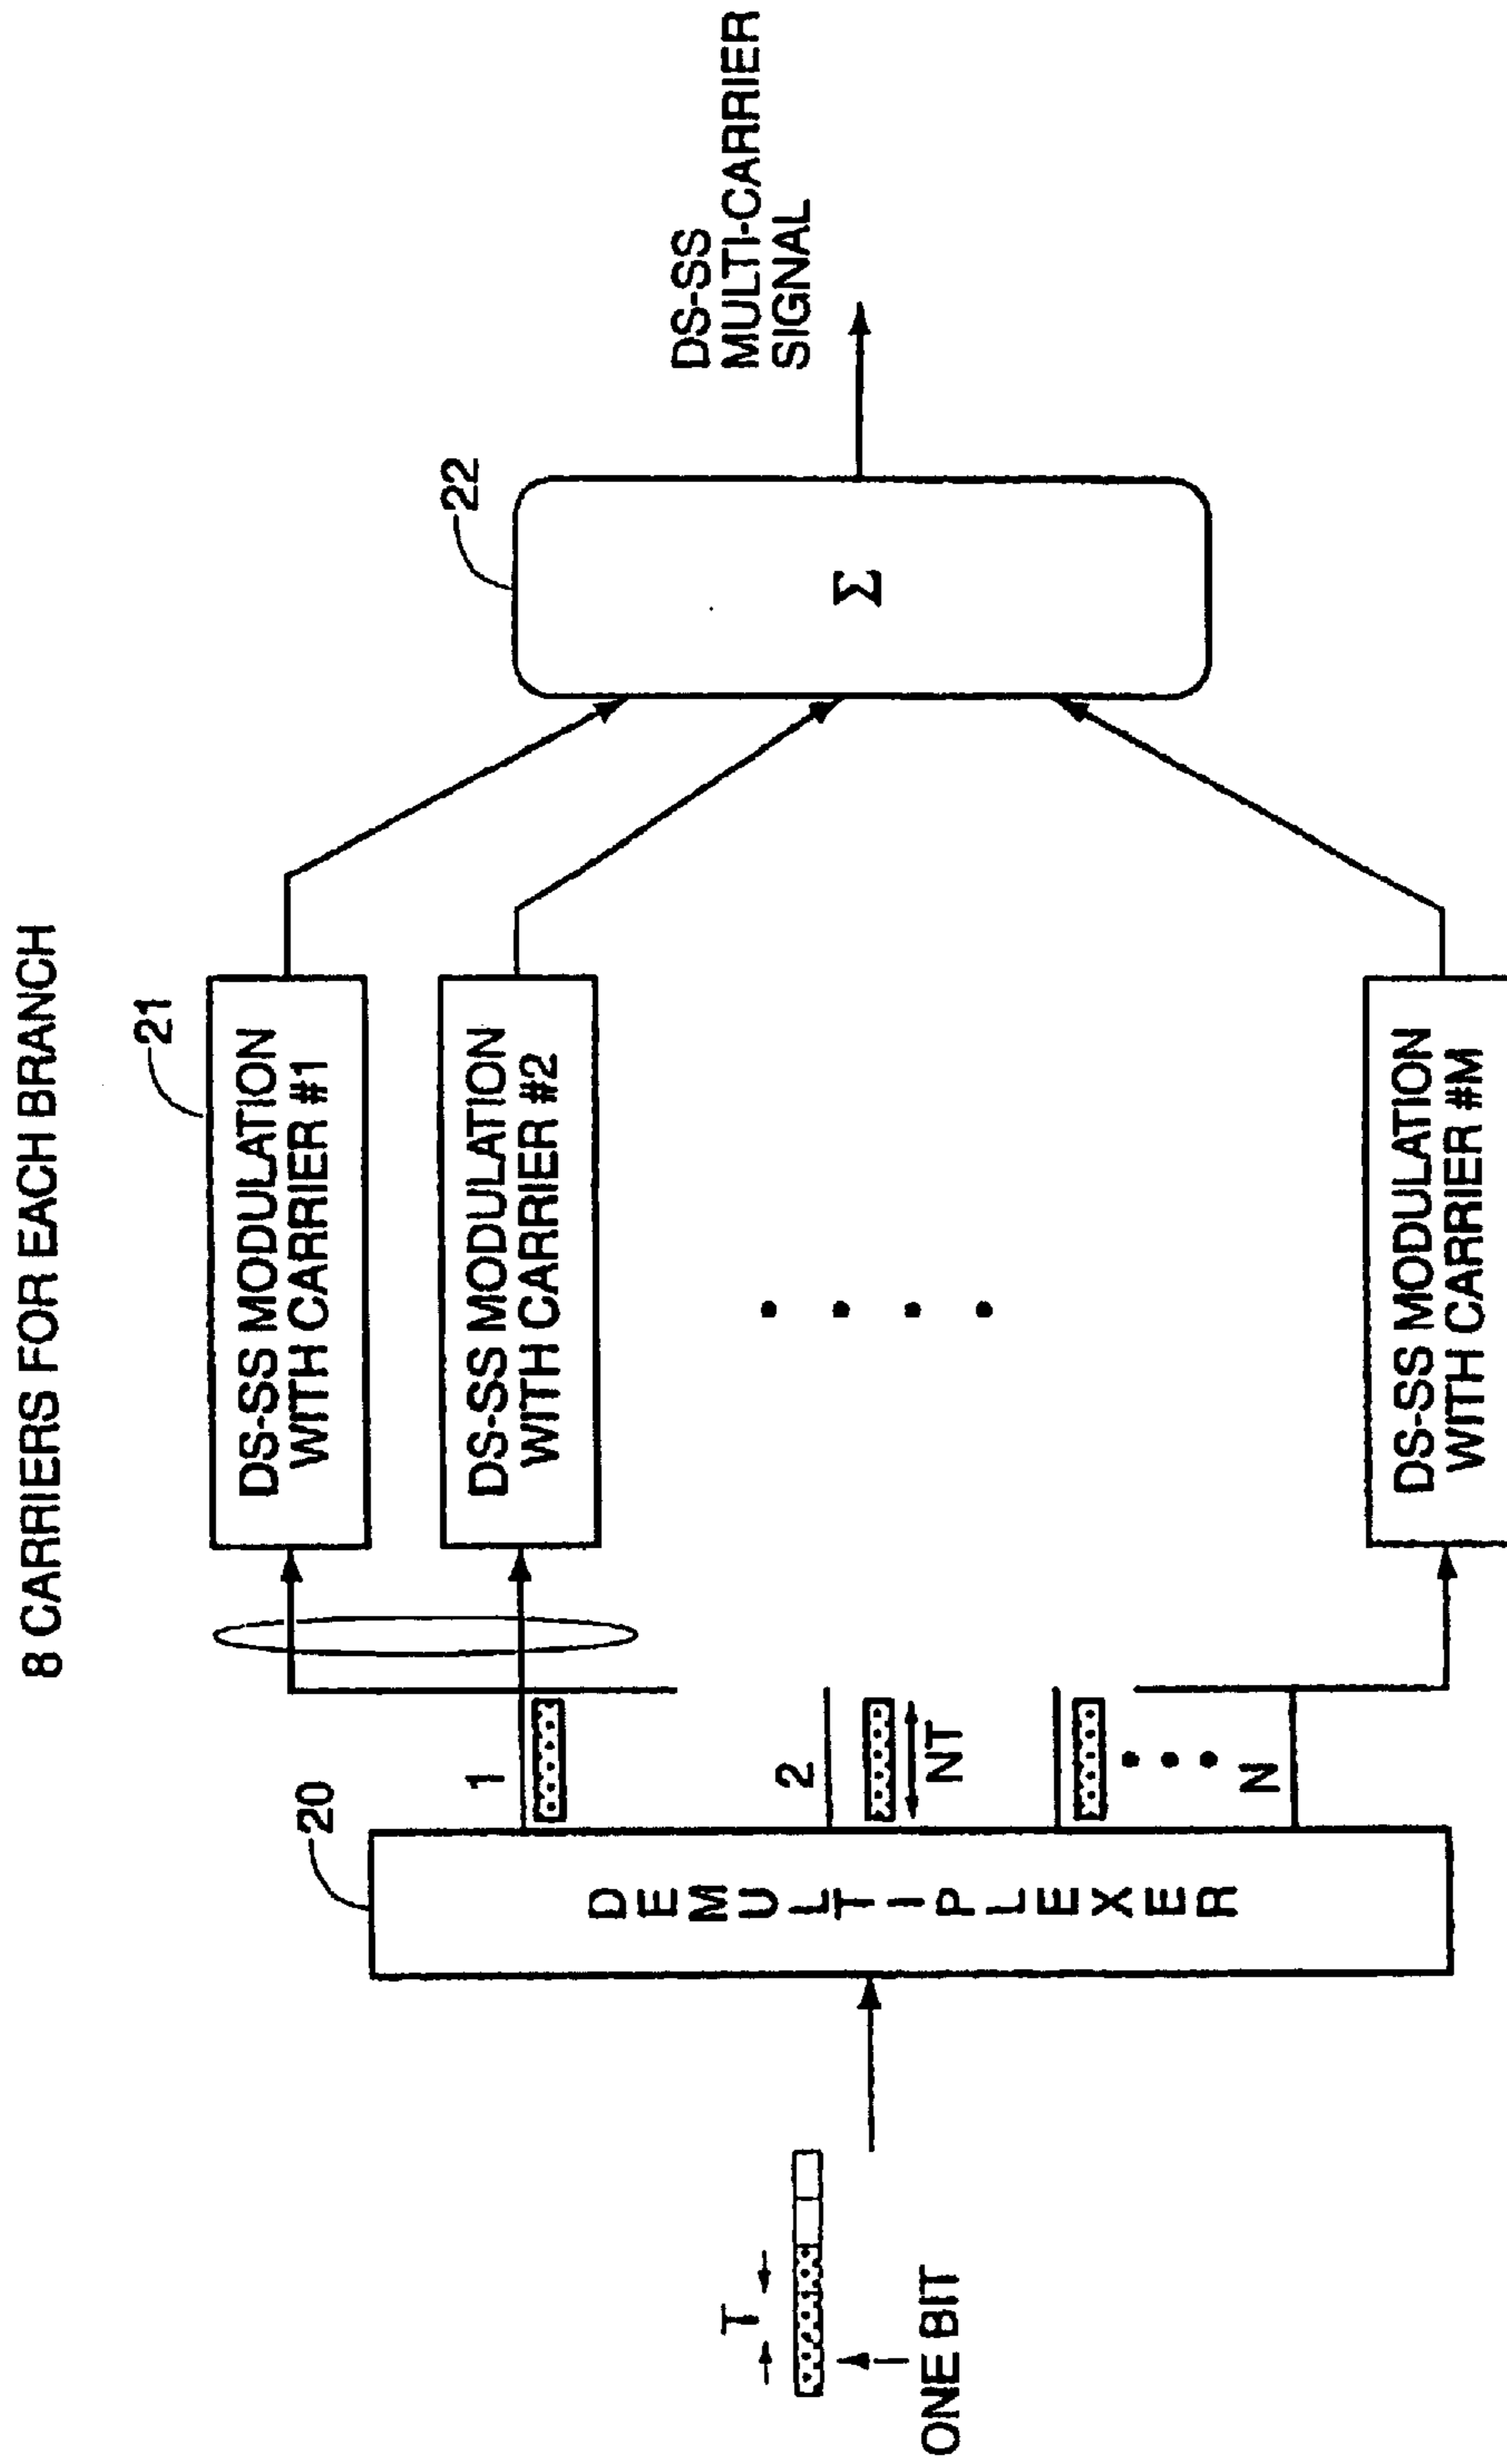 8 CARRIERS FOR EACH BRANCH
T
ONE BIT
20
DEMULTIPLEXER
1
2
NT
N
21
DS-SS MODULATION
WITH CARRIER #1
DS-SS MODULATION
WITH CARRIER #2
DS-SS MODULATION
WITH CARRIER #M
22
Σ
DS-SS
MULTI-CARRIER
SIGNAL